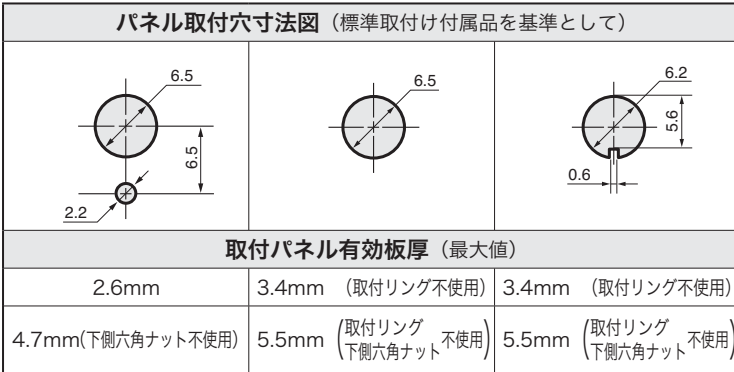 パネル取付穴寸法図（標準取付け付属品を基準として）
6.5
6.5
2.2
6.5
6.2
5.6
0.6
取付パネル有効板厚（最大値）
2.6mm
3.4mm （取付リング不使用）
3.4mm （取付リング不使用）
4.7mm(下側六角ナット不使用)
5.5mm (取付リング
下側六角ナット 不使用)
5.5mm (取付リング
下側六角ナット 不使用)